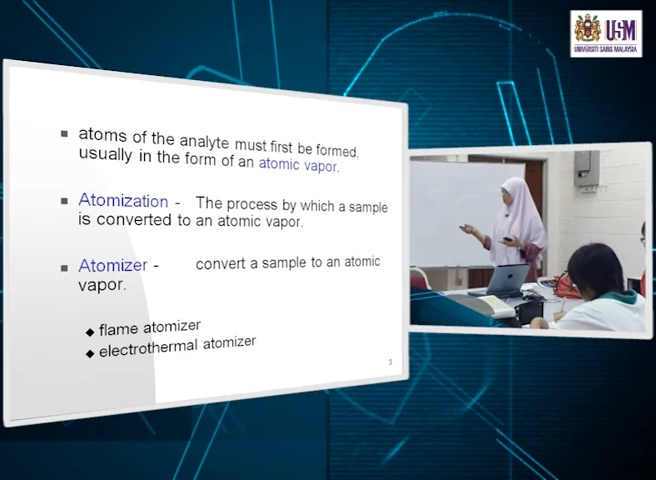 USM
UNIVERSITI SAINS MALAYSIA
atoms of the analyte must first be formed,
usually in the form of an atomic vapor.
Atomization - The process by which a sample
is converted to an atomic vapor.
Atomizer - convert a sample to an atomic
vapor.
flame atomizer
electrothermal atomizer
3